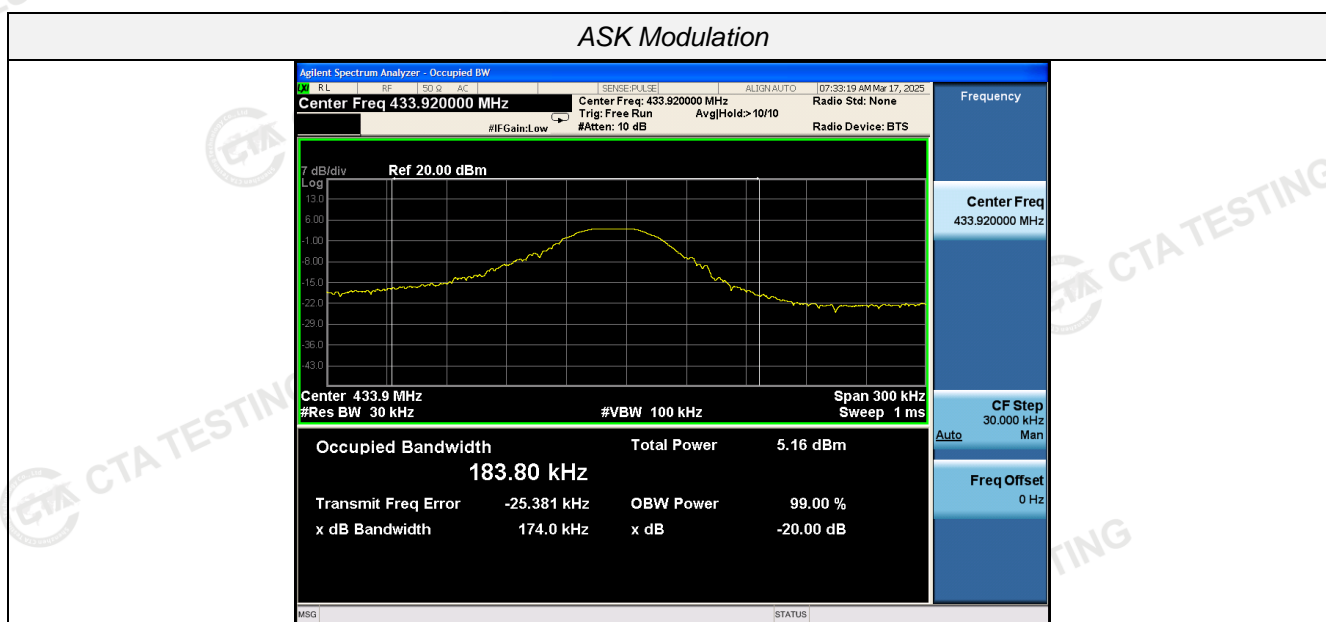 ASK Modulation
Agilent Spectrum Analyzer - Occupied BW
LXI RL RF 50 Ω AC SENSE:PULSE ALIGN AUTO 07:33:19 AM Mar 17, 2025
Center Freq 433.920000 MHz Center Freq: 433.920000 MHz Radio Std: None
Trig: Free Run Avg|Hold:>10/10
#IFGain:Low #Atten: 10 dB Radio Device: BTS
Frequency
7 dB/div Ref 20.00 dBm
Log
13.0
6.00
-1.00
-8.00
-15.0
-22.0
-29.0
-36.0
-43.0
Center 433.9 MHz Span 300 kHz
#Res BW 30 kHz #VBW 100 kHz Sweep 1 ms
Center Freq
433.920000 MHz
CF Step
30.000 kHz
Auto Man
Freq Offset
0 Hz
Occupied Bandwidth Total Power 5.16 dBm
183.80 kHz
Transmit Freq Error -25.381 kHz OBW Power 99.00 %
x dB Bandwidth 174.0 kHz x dB -20.00 dB
MSG STATUS
CTA TESTING
CTA TESTING
TING
CTA